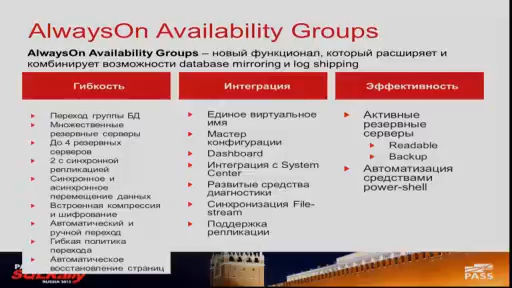 AlwaysOn Availability Groups
AlwaysOn Availability Groups – новый функционал, который расширяет и
комбинирует возможности database mirroring и log shipping
Гибкость
Переход группы БД
Множественные
резервные серверы
До 4 резервных
серверов
2 с синхронной
репликацией
Синхронное и
асинхронное
перемещение данных
Встроенная компрессия
и шифрование
Автоматический и
ручной переход
Гибкая политика
перехода
Автоматическое
восстановление страниц
Интеграция
Единое виртуальное
имя
Мастер
конфигурации
Dashboard
Интеграция с System
Center
Развитые средства
диагностики
Синхронизация File-
stream
Поддержка
репликации
Эффективность
Активные
резервные
серверы
Readable
Backup
Автоматизация
средствами
power-shell
RUSSIA 2013
PASS